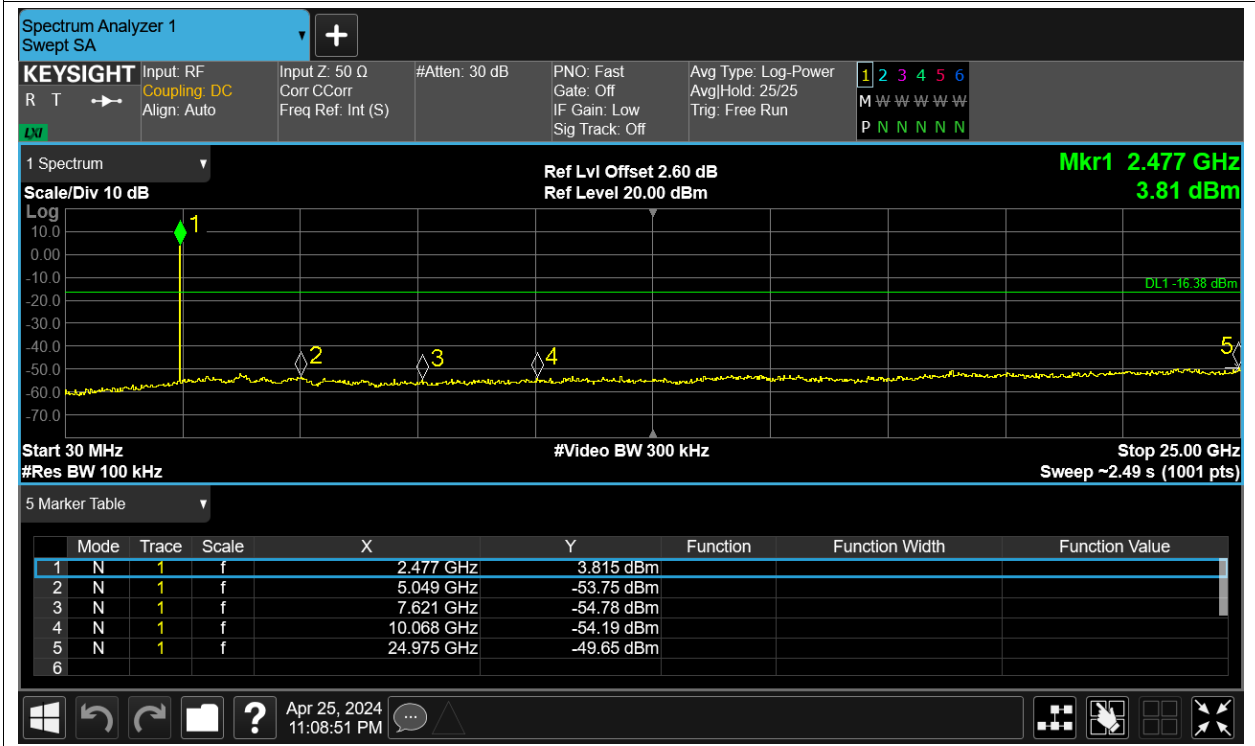 Spectrum Analyzer 1
Swept SA
+
KEYSIGHT
R T
LXI
Input: RF
Coupling: DC
Align: Auto
Input Z: 50 Ω
Corr CCorr
Freq Ref: Int (S)
#Atten: 30 dB
PNO: Fast
Gate: Off
IF Gain: Low
Sig Track: Off
Avg Type: Log-Power
Avg|Hold: 25/25
Trig: Free Run
1 2 3 4 5 6
M W W W W W
P N N N N N
1 Spectrum
Scale/Div 10 dB
Ref Lvl Offset 2.60 dB
Ref Level 20.00 dBm
Mkr1 2.477 GHz
3.81 dBm
Log
10.0
0.00
-10.0
-20.0
-30.0
-40.0
-50.0
-60.0
-70.0
1
2
3
4
5
DL1 -16.38 dBm
Start 30 MHz
#Res BW 100 kHz
#Video BW 300 kHz
Stop 25.00 GHz
Sweep ~2.49 s (1001 pts)
5 Marker Table
Mode Trace Scale X Y Function Function Width Function Value
1 N 1 f 2.477 GHz 3.815 dBm
2 N 1 f 5.049 GHz -53.75 dBm
3 N 1 f 7.621 GHz -54.78 dBm
4 N 1 f 10.068 GHz -54.19 dBm
5 N 1 f 24.975 GHz -49.65 dBm
6
?
Apr 25, 2024
11:08:51 PM